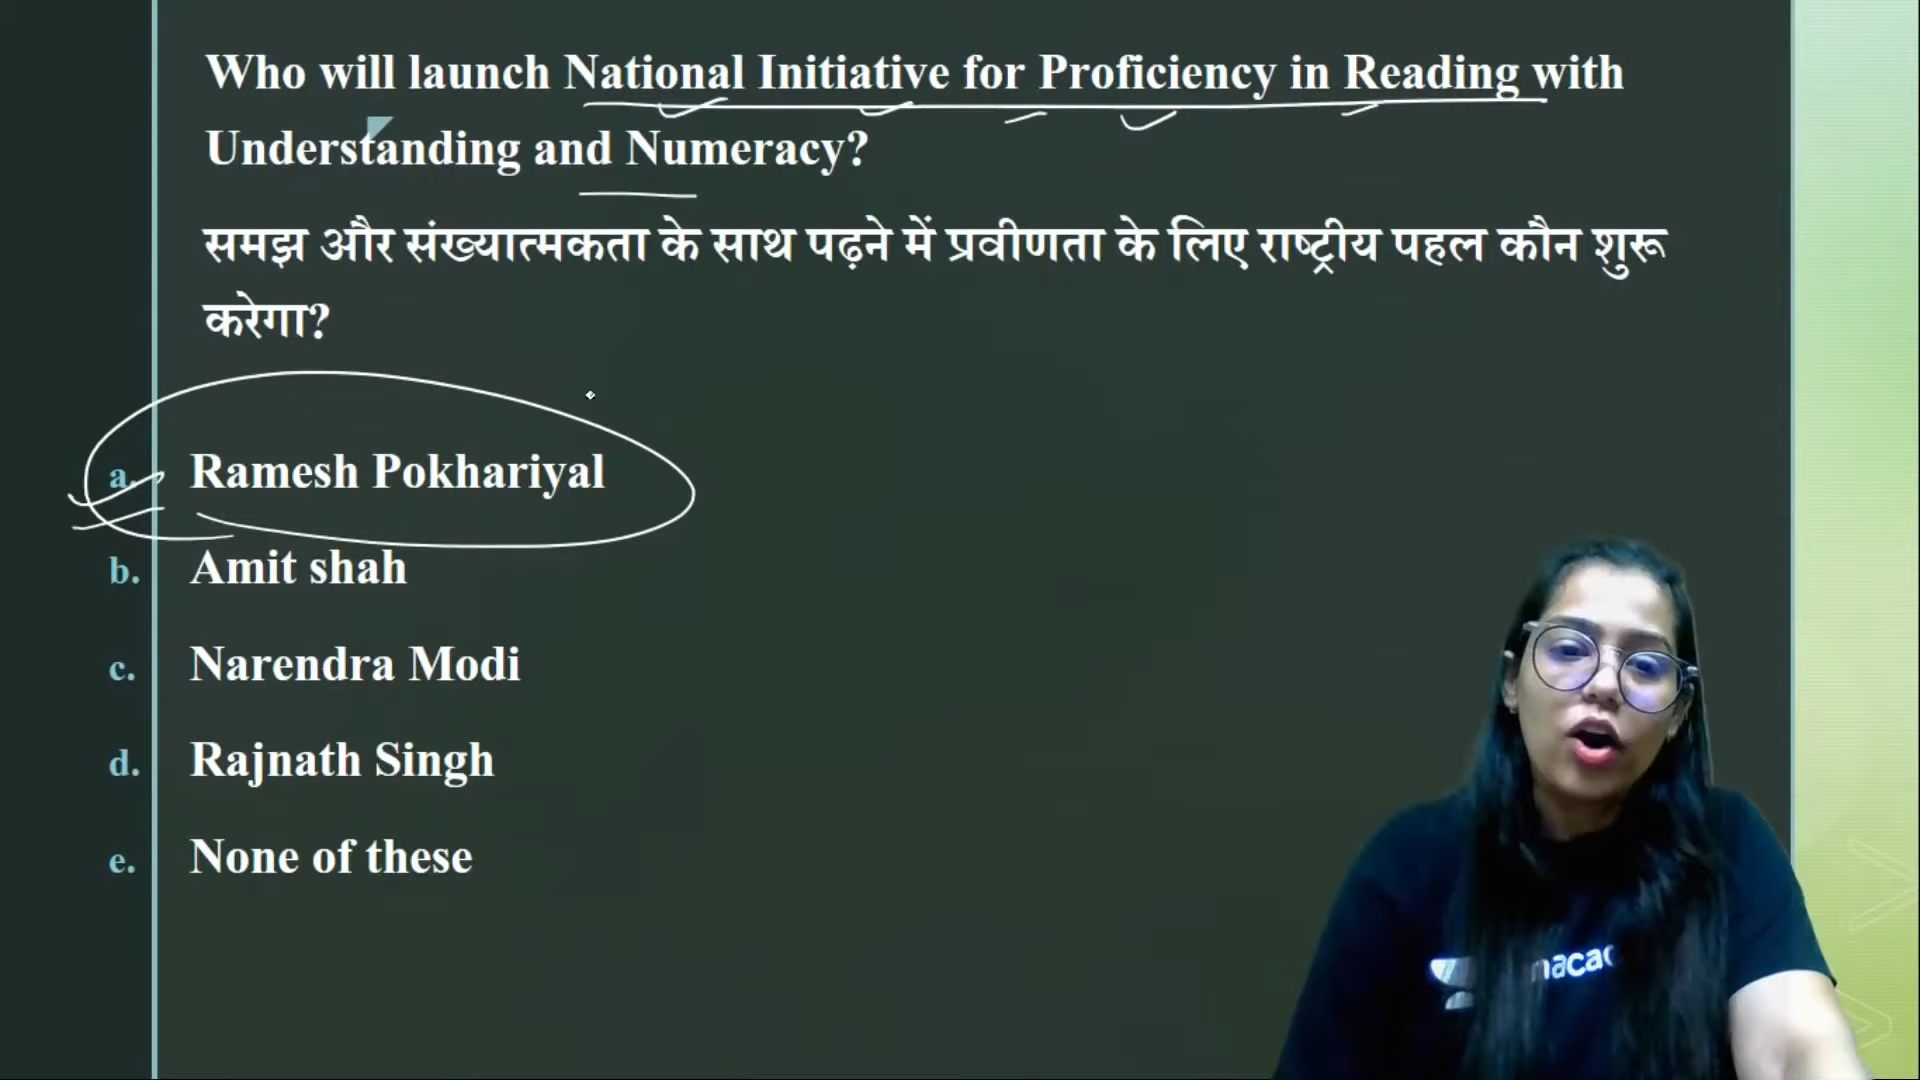 Who will launch National Initiative for Proficiency in Reading with
Understanding and Numeracy?
समझ और संख्यात्मकता के साथ पढ़ने में प्रवीणता के लिए राष्ट्रीय पहल कौन शुरू
करेगा?
a. Ramesh Pokhariyal
b. Amit shah
c. Narendra Modi
d. Rajnath Singh
e. None of these